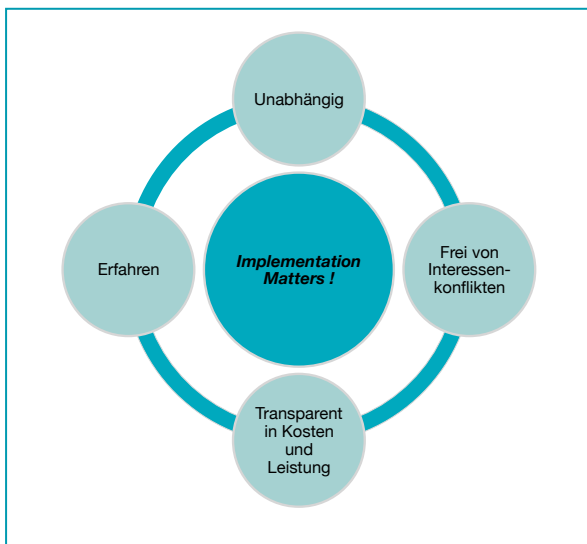 Unabhängig
Erfahren
Implementation
Matters !
Frei von
Interessen-
konflikten
Transparent
in Kosten
und
Leistung